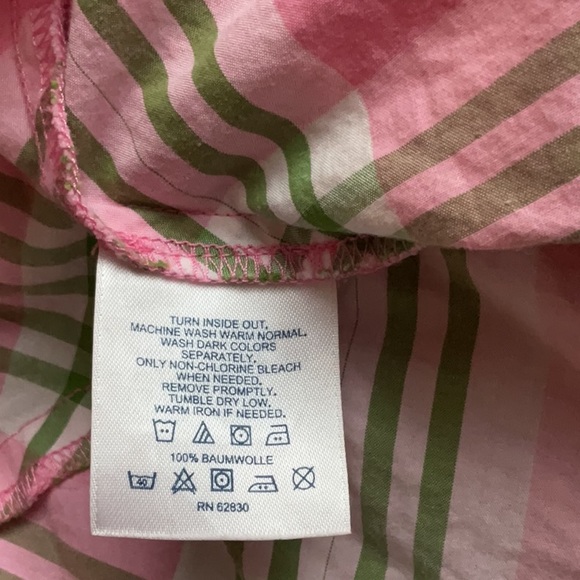 TURN INSIDE OUT.
MACHINE WASH WARM NORMAL.
WASH DARK COLORS
SEPARATELY.
ONLY NON-CHLORINE BLEACH
WHEN NEEDED.
REMOVE PROMPTLY.
TUMBLE DRY LOW.
WARM IRON IF NEEDED.
100% BAUMWOLLE
40
RN 62830